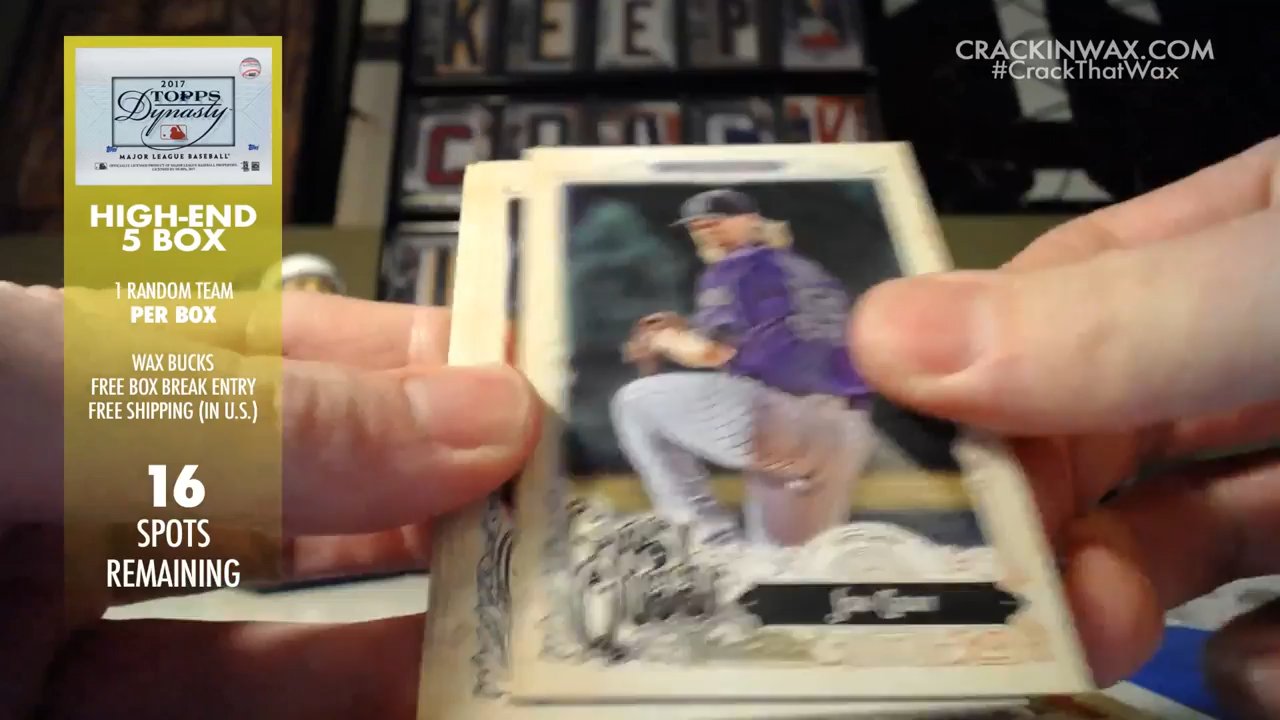 KEEP
CRACKINWAX.COM
#CrackThatWax
2017
TOPPS
Dynasty
MAJOR LEAGUE BASEBALL
HIGH-END
5 BOX
1 RANDOM TEAM
PER BOX
WAX BUCKS
FREE BOX BREAK ENTRY
FREE SHIPPING (IN U.S.)
16
SPOTS
REMAINING